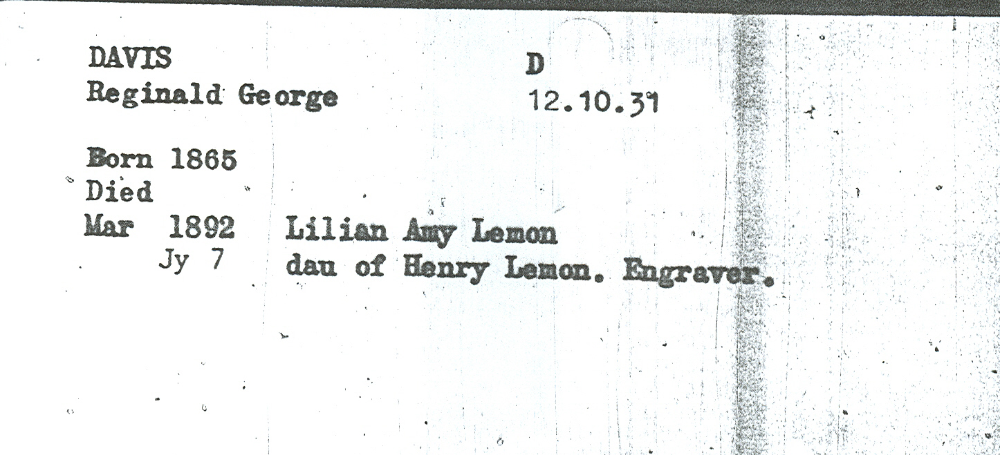 DAVIS D
Reginald George 12.10.31
Born 1865
Died
Mar 1892 Lilian Amy Lemon
Jy 7 dau of Henry Lemon. Engraver.